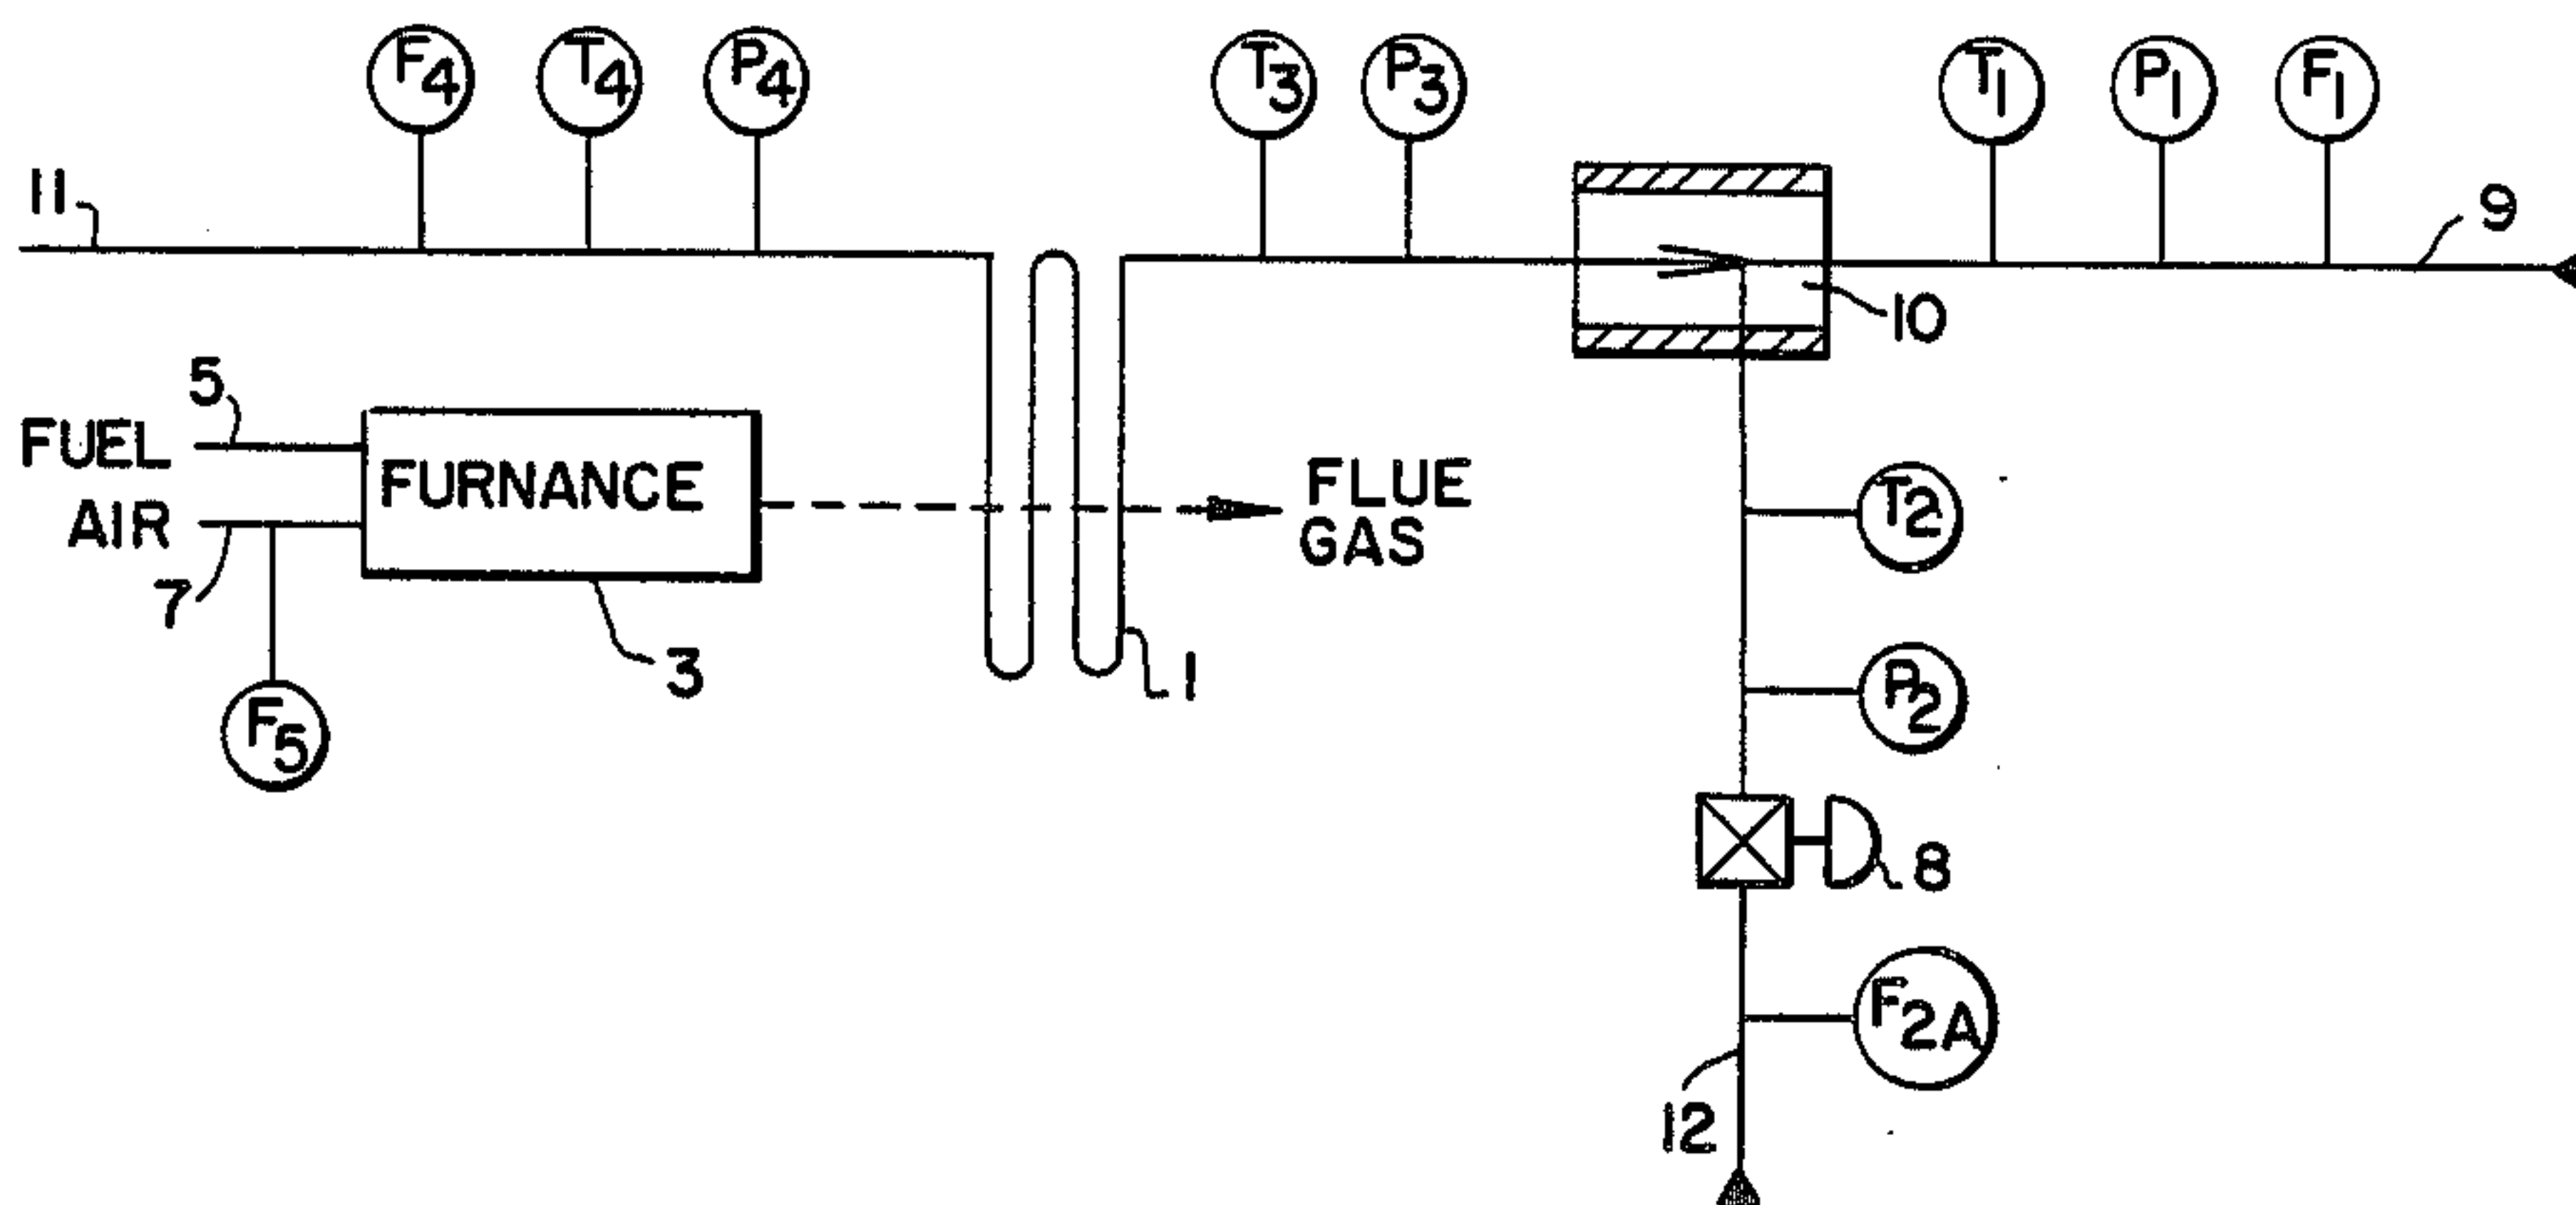 F4 T4 P4 T3 P3 T1 P1 F1
11
9
10
5
FUEL
FURNANCE
FLUE
AIR
GAS
T2
7
3
1
P2
F5
8
F2A
12